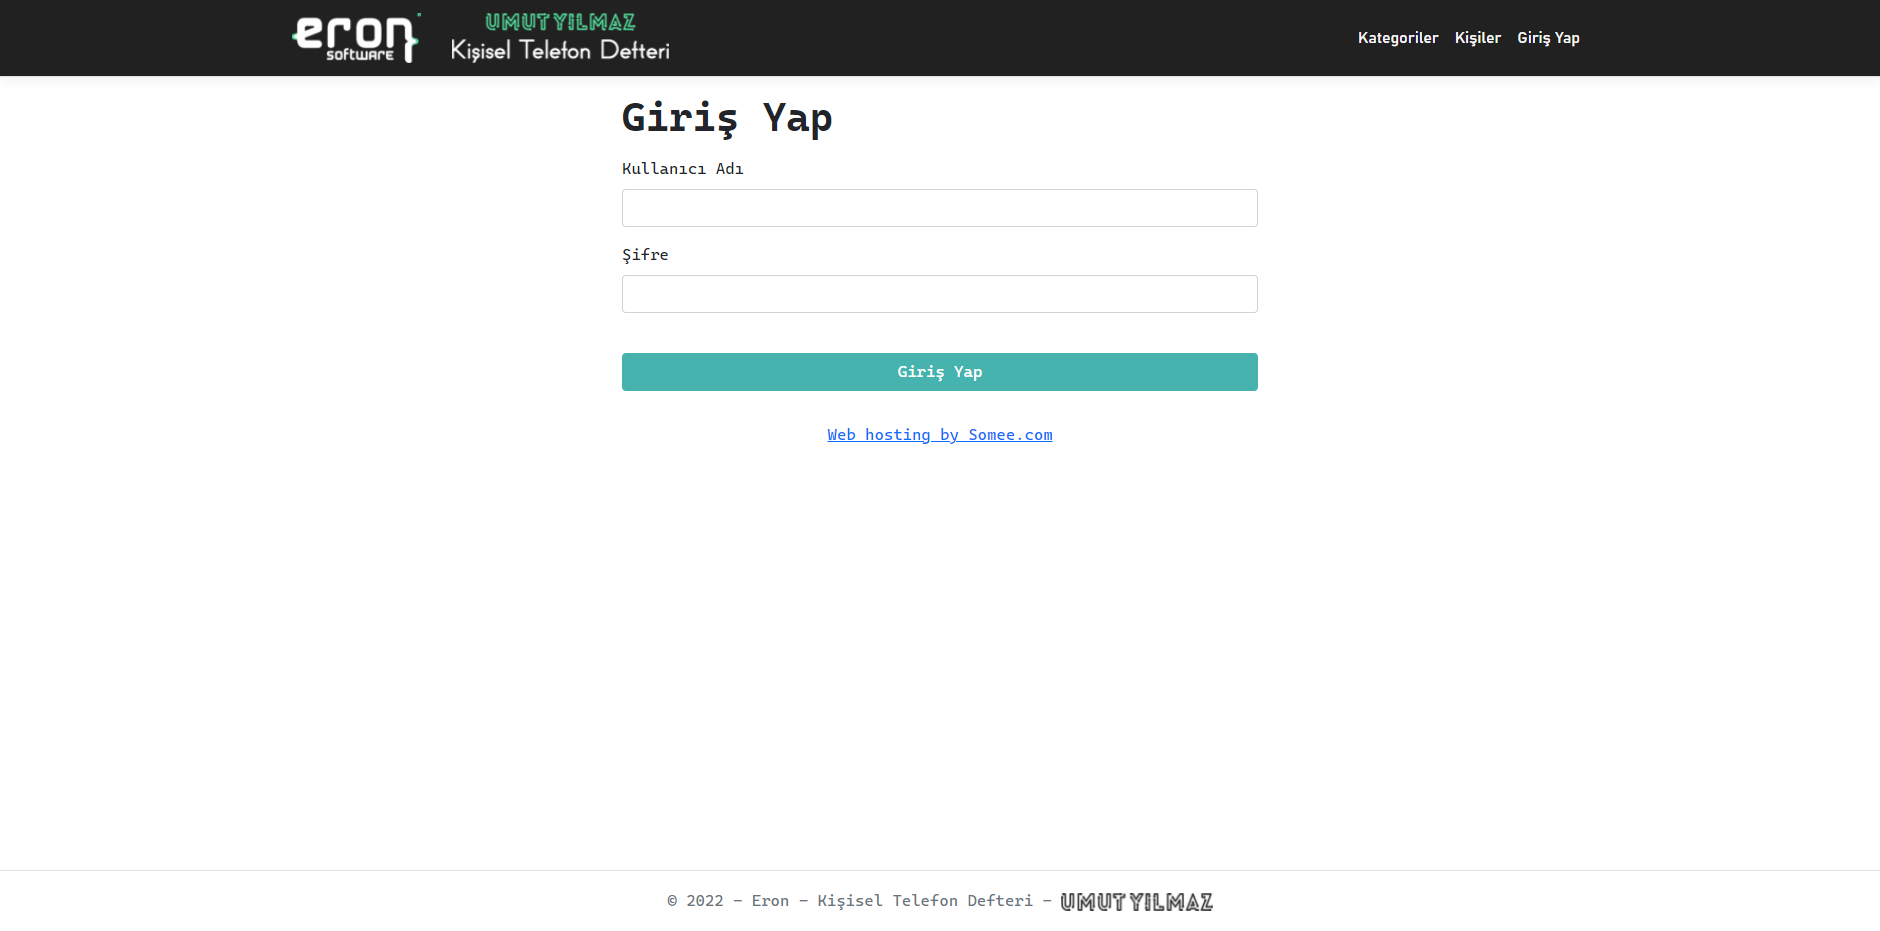 eron software
UMUT YILMAZ
Kişisel Telefon Defteri
Kategoriler Kişiler Giriş Yap
Giriş Yap
Kullanıcı Adı
Şifre
Giriş Yap
Web hosting by Somee.com
© 2022 - Eron - Kişisel Telefon Defteri - UMUT YILMAZ